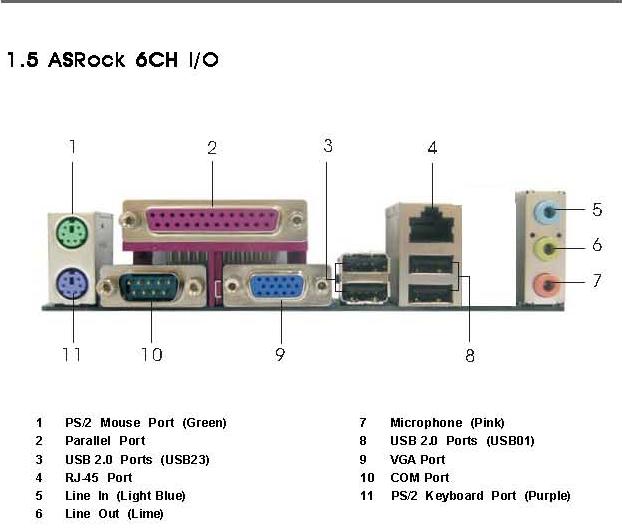 1.5 ASRock 6CH I/O
1 2 3 4
5
6
7
11 10 9 8
1 PS/2 Mouse Port (Green)
2 Parallel Port
3 USB 2.0 Ports (USB23)
4 RJ-45 Port
5 Line In (Light Blue)
6 Line Out (Lime)
7 Microphone (Pink)
8 USB 2.0 Ports (USB01)
9 VGA Port
10 COM Port
11 PS/2 Keyboard Port (Purple)